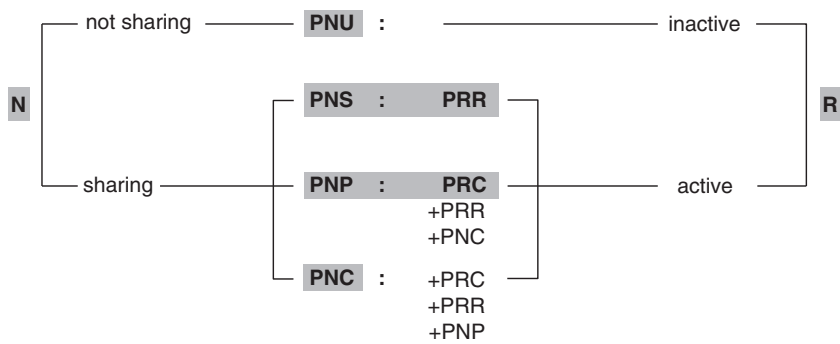 not sharing PNU : inactive
PNS : PRR
N R
sharing PNP : PRC active
+PRR
+PNC
PNC : +PRC
+PRR
+PNP